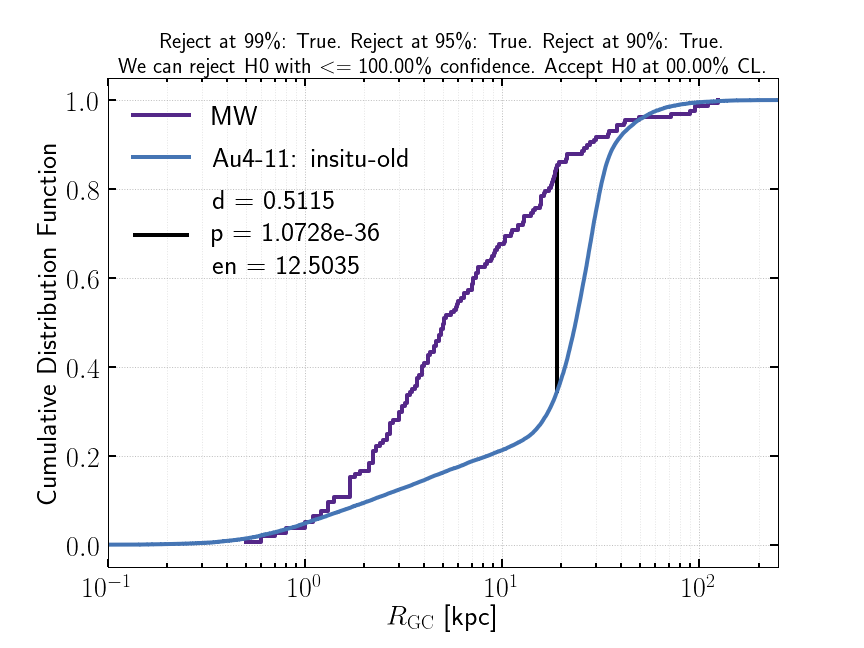 Reject at 99%: True. Reject at 95%: True. Reject at 90%: True.
We can reject H0 with <= 100.00% confidence. Accept H0 at 00.00% CL.
MW
Au4-11: insitu-old
d = 0.5115
p = 1.0728e-36
en = 12.5035
Cumulative Distribution Function
1.0
0.8
0.6
0.4
0.2
0.0
10⁻¹
10⁰
10¹
10²
R_GC [kpc]